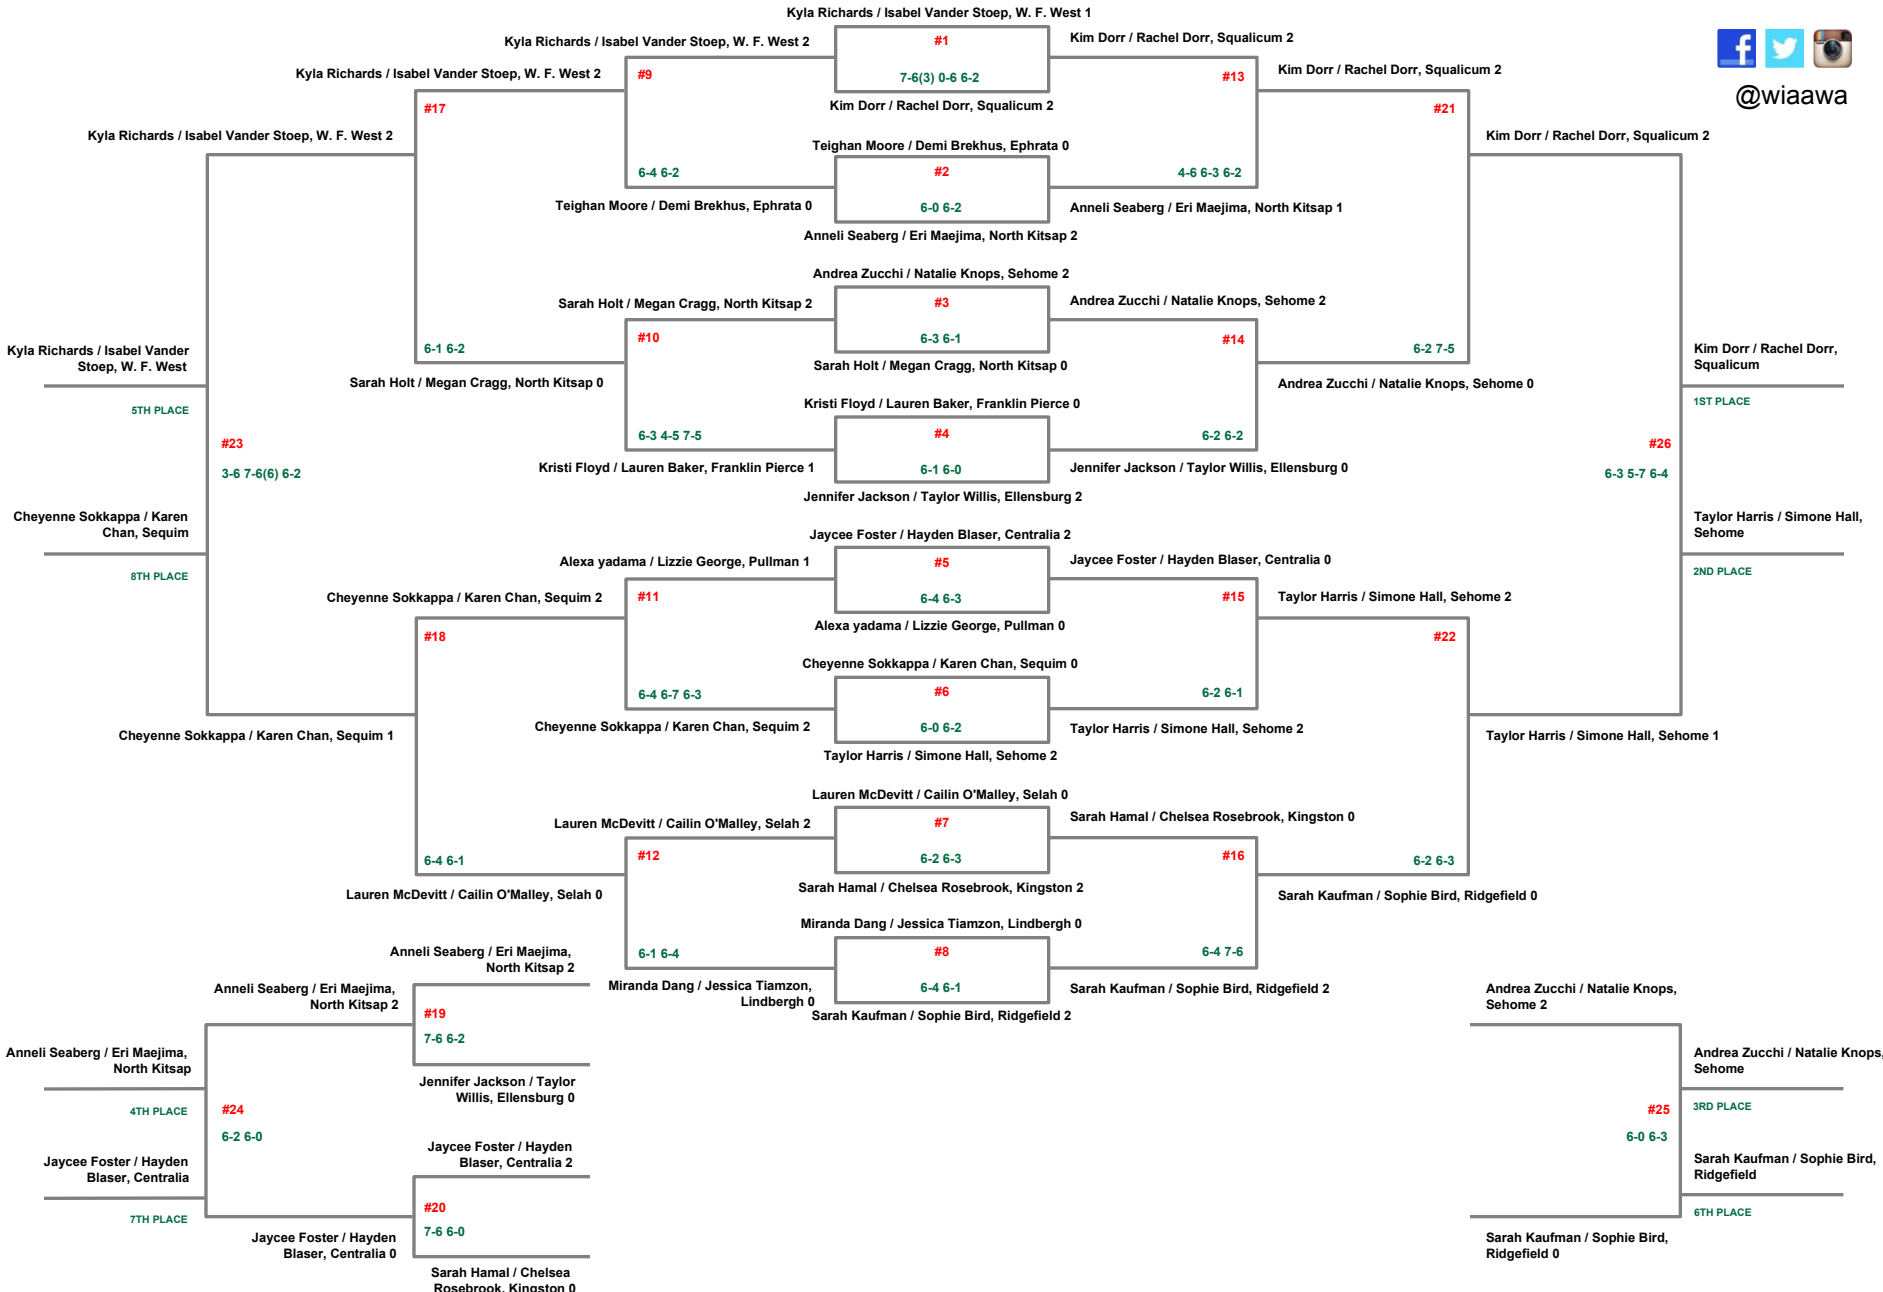 Kyla Richards / Isabel Vander Stoep, W. F. West 1
Kyla Richards / Isabel Vander Stoep, W. F. West 2
#1
Kim Dorr / Rachel Dorr, Squalicum 2
Kyla Richards / Isabel Vander Stoep, W. F. West 2
#9
7-6(3) 0-6 6-2
#13
Kim Dorr / Rachel Dorr, Squalicum 2
@wiaawa
#17
Kim Dorr / Rachel Dorr, Squalicum 2
#21
Kyla Richards / Isabel Vander Stoep, W. F. West 2
Kim Dorr / Rachel Dorr, Squalicum 2
Teighan Moore / Demi Brekhus, Ephrata 0
6-4 6-2
#2
4-6 6-3 6-2
Teighan Moore / Demi Brekhus, Ephrata 0
6-0 6-2
Anneli Seaberg / Eri Maejima, North Kitsap 1
Anneli Seaberg / Eri Maejima, North Kitsap 2
Andrea Zucchi / Natalie Knops, Sehome 2
Sarah Holt / Megan Cragg, North Kitsap 2
#3
Andrea Zucchi / Natalie Knops, Sehome 2
#10
6-3 6-1
#14
Kyla Richards / Isabel Vander
Stoep, W. F. West
6-1 6-2
6-2 7-5
Kim Dorr / Rachel Dorr,
Squalicum
Sarah Holt / Megan Cragg, North Kitsap 0
Sarah Holt / Megan Cragg, North Kitsap 0
Andrea Zucchi / Natalie Knops, Sehome 0
5TH PLACE
Kristi Floyd / Lauren Baker, Franklin Pierce 0
1ST PLACE
#23
6-3 4-5 7-5
#4
6-2 6-2
#26
3-6 7-6(6) 6-2
Kristi Floyd / Lauren Baker, Franklin Pierce 1
6-1 6-0
Jennifer Jackson / Taylor Willis, Ellensburg 0
6-3 5-7 6-4
Jennifer Jackson / Taylor Willis, Ellensburg 2
Cheyenne Sokkappa / Karen
Chan, Sequim
Taylor Harris / Simone Hall,
Sehome
Jaycee Foster / Hayden Blaser, Centralia 2
8TH PLACE
Alexa yadama / Lizzie George, Pullman 1
#5
Jaycee Foster / Hayden Blaser, Centralia 0
2ND PLACE
Cheyenne Sokkappa / Karen Chan, Sequim 2
#11
6-4 6-3
#15
Taylor Harris / Simone Hall, Sehome 2
#18
Alexa yadama / Lizzie George, Pullman 0
#22
Cheyenne Sokkappa / Karen Chan, Sequim 0
6-4 6-7 6-3
#6
6-2 6-1
Cheyenne Sokkappa / Karen Chan, Sequim 1
Cheyenne Sokkappa / Karen Chan, Sequim 2
6-0 6-2
Taylor Harris / Simone Hall, Sehome 2
Taylor Harris / Simone Hall, Sehome 1
Taylor Harris / Simone Hall, Sehome 2
Lauren McDevitt / Cailin O'Malley, Selah 0
Lauren McDevitt / Cailin O'Malley, Selah 2
#7
Sarah Hamal / Chelsea Rosebrook, Kingston 0
6-4 6-1
#12
6-2 6-3
#16
6-2 6-3
Lauren McDevitt / Cailin O'Malley, Selah 0
Sarah Hamal / Chelsea Rosebrook, Kingston 2
Sarah Kaufman / Sophie Bird, Ridgefield 0
Miranda Dang / Jessica Tiamzon, Lindbergh 0
Anneli Seaberg / Eri Maejima,
North Kitsap 2
6-1 6-4
#8
6-4 7-6
Anneli Seaberg / Eri Maejima,
North Kitsap 2
Miranda Dang / Jessica Tiamzon,
Lindbergh 0
6-4 6-1
Sarah Kaufman / Sophie Bird, Ridgefield 2
Andrea Zucchi / Natalie Knops,
Sehome 2
#19
Sarah Kaufman / Sophie Bird, Ridgefield 2
7-6 6-2
Anneli Seaberg / Eri Maejima,
North Kitsap
Andrea Zucchi / Natalie Knops,
Sehome
Jennifer Jackson / Taylor
Willis, Ellensburg 0
4TH PLACE
#24
#25
3RD PLACE
6-2 6-0
6-0 6-3
Jaycee Foster / Hayden
Blaser, Centralia 2
Jaycee Foster / Hayden
Blaser, Centralia
Sarah Kaufman / Sophie Bird,
Ridgefield
#20
7TH PLACE
7-6 6-0
6TH PLACE
Jaycee Foster / Hayden
Blaser, Centralia 0
Sarah Kaufman / Sophie Bird,
Ridgefield 0
Sarah Hamal / Chelsea
Rosebrook, Kingston 0